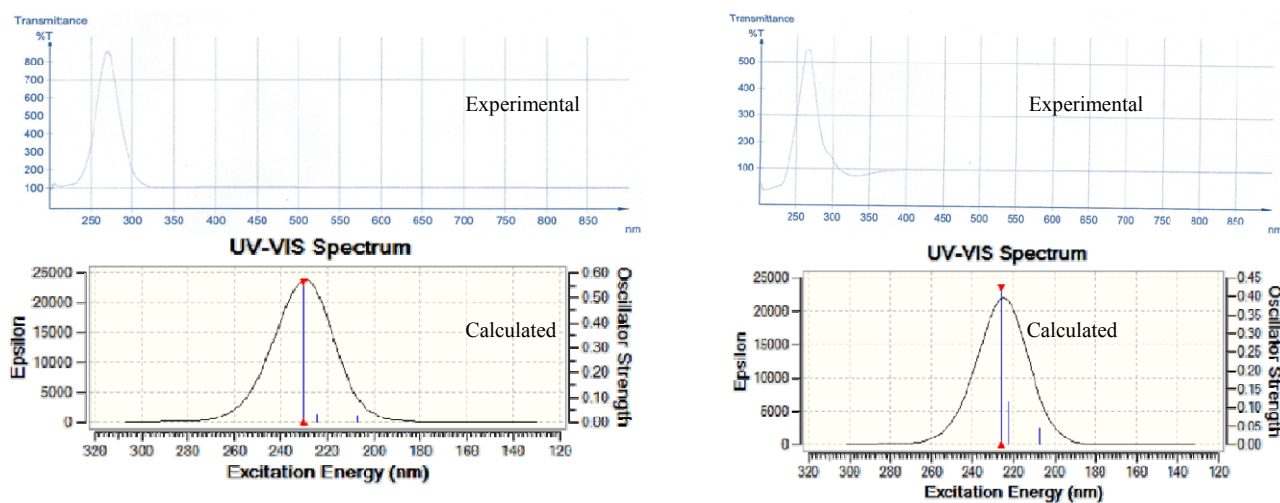 Transmittance
%T
800
700
600
500
400
300
200
100
Experimental
250 300 350 400 450 500 550 600 650 700 750 800 850
nm
UV-VIS Spectrum
25000
20000
15000
10000
5000
0
Epsilon
Calculated
0.60
0.50
0.40
0.30
0.20
0.10
0.00
Oscillator Strength
320 300 280 260 240 220 200 180 160 140 120
Excitation Energy (nm)
Transmittance
%T
500
400
300
200
100
Experimental
250 300 350 400 450 500 550 600 650 700 750 800 850
nm
UV-VIS Spectrum
25000
20000
15000
10000
5000
0
Epsilon
Calculated
0.45
0.40
0.35
0.30
0.25
0.20
0.15
0.10
0.05
0.00
Oscillator Strength
320 300 280 260 240 220 200 180 160 140 120
Excitation Energy (nm)